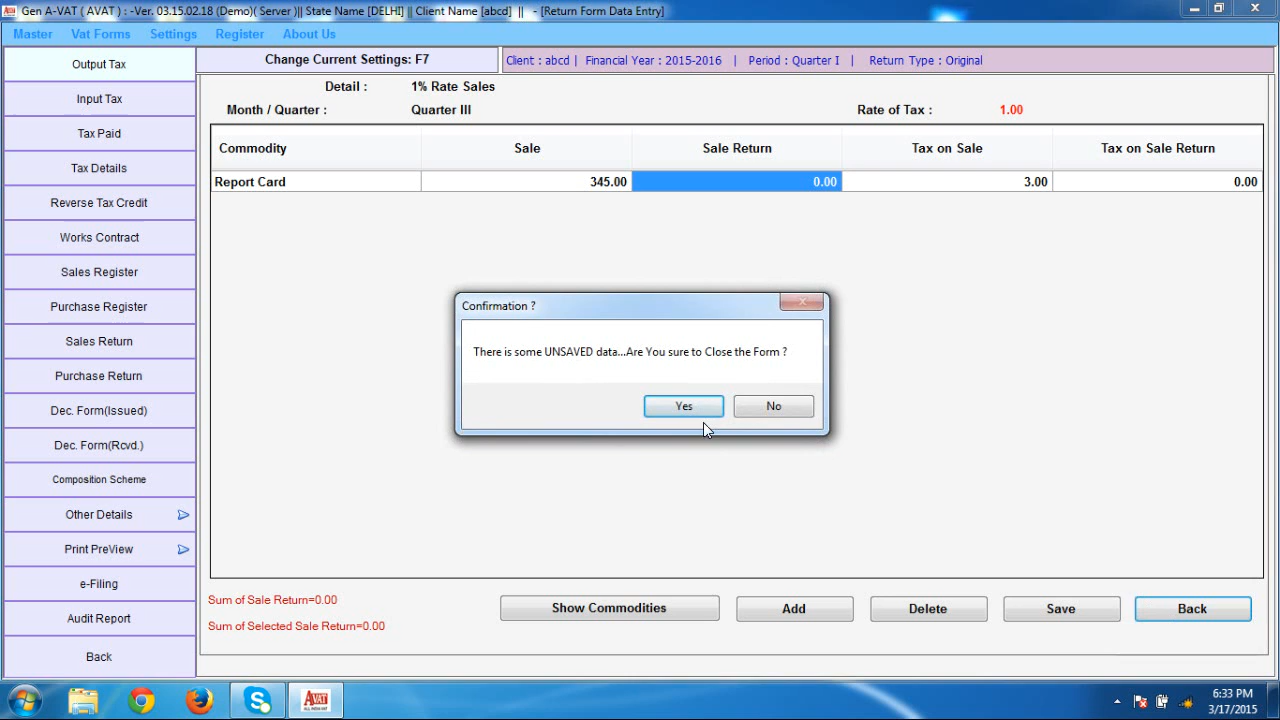 Gen A-VAT ( AVAT ) : -Ver. 03.15.02.18 (Demo)( Server )|| State Name [DELHI] || Client Name [abcd] || - [Return Form Data Entry]
Master Vat Forms Settings Register About Us
Change Current Settings: F7
Client : abcd | Financial Year : 2015-2016 | Period : Quarter I | Return Type : Original
Output Tax
Input Tax
Tax Paid
Tax Details
Reverse Tax Credit
Works Contract
Sales Register
Purchase Register
Sales Return
Purchase Return
Dec. Form(Issued)
Dec. Form(Rcvd.)
Composition Scheme
Other Details
Print PreView
e-Filing
Audit Report
Back
Detail : 1% Rate Sales
Month / Quarter : Quarter III Rate of Tax : 1.00
Commodity Sale Sale Return Tax on Sale Tax on Sale Return
Report Card 345.00 0.00 3.00 0.00
Confirmation ?
There is some UNSAVED data...Are You sure to Close the Form ?
Yes No
Sum of Sale Return=0.00
Sum of Selected Sale Return=0.00
Show Commodities Add Delete Save Back
AVAT
6:33 PM
3/17/2015